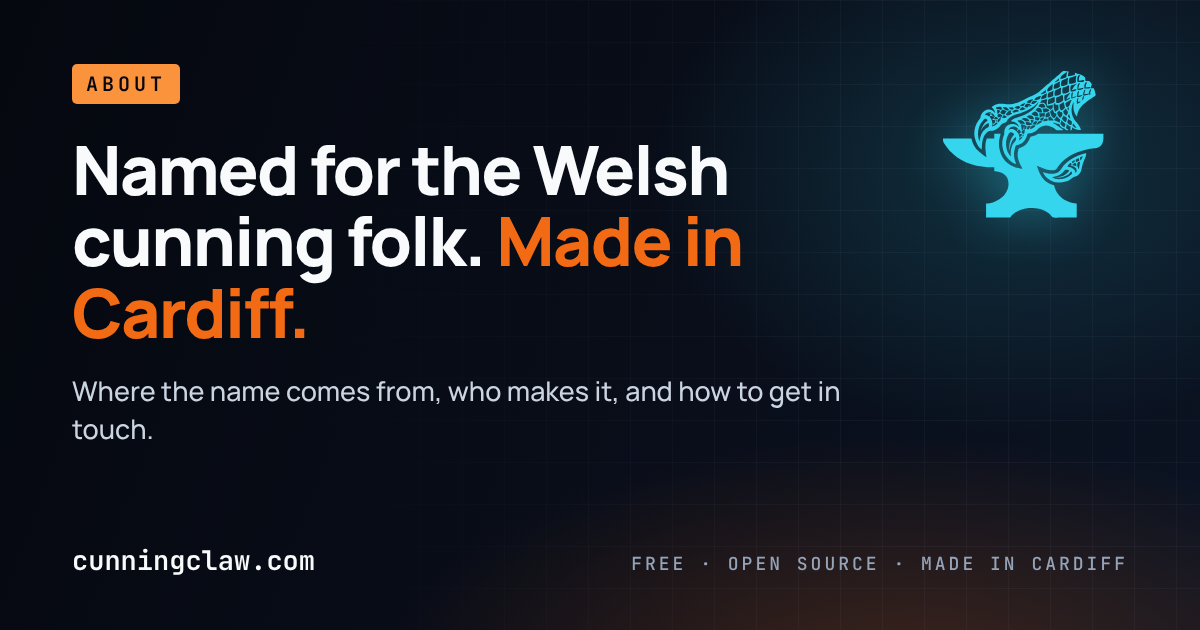 ABOUT
Named for the Welsh
cunning folk. Made in
Cardiff.
Where the name comes from, who makes it, and how to get in
touch.
cunningclaw.com
FREE · OPEN SOURCE · MADE IN CARDIFF